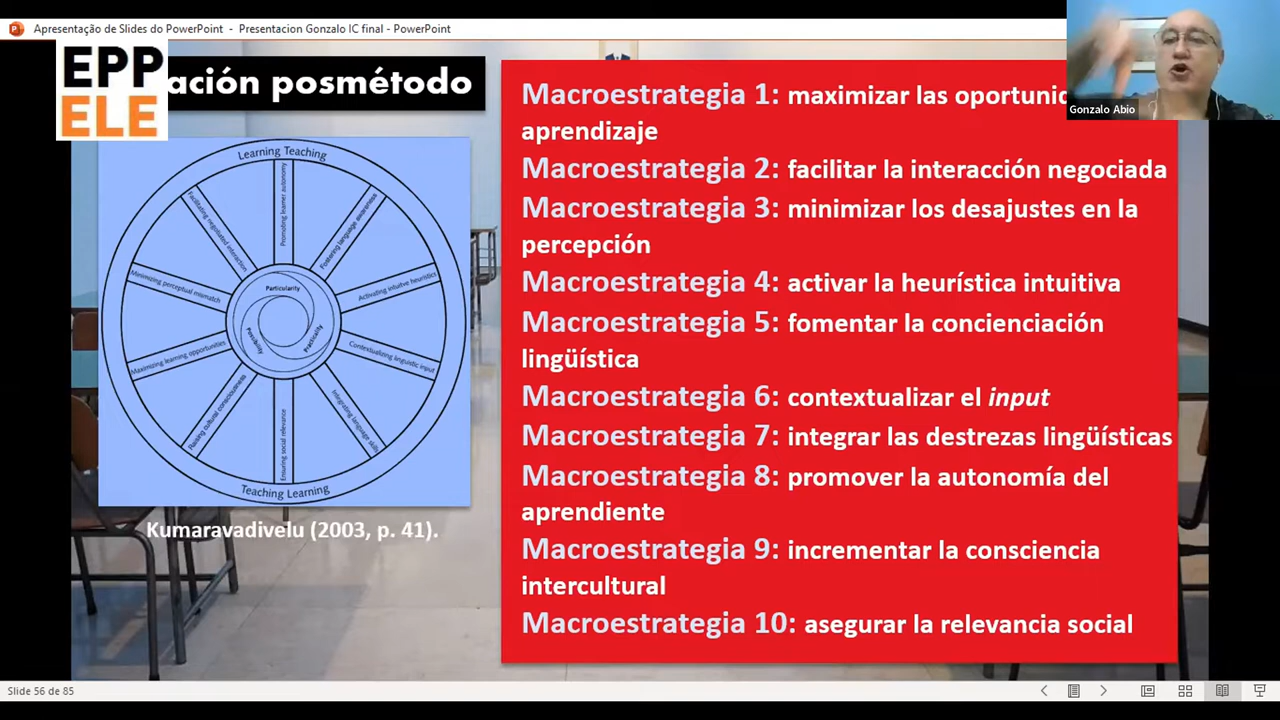 Apresentação de Slides do PowerPoint - Presentacion Gonzalo IC final - PowerPoint
EPP
ELE
ación posmétodo
Gonzalo Abio
Learning Teaching
Facilitating negotiated interaction
Promoting learner autonomy
Fostering language awareness
Minimizing perceptual mismatch
Activating intuitive heuristics
Particularity
Possibility
Practicality
Maximizing learning opportunities
Contextualizing linguistic input
Raising cultural consciousness
Ensuring social relevance
Integrating language skills
Teaching Learning
Kumaravadivelu (2003, p. 41).
Macroestrategia 1: maximizar las
aprendizaje
Macroestrategia 2: facilitar la interacción negociada
Macroestrategia 3: minimizar los desajustes en la
percepción
Macroestrategia 4: activar la heurística intuitiva
Macroestrategia 5: fomentar la concienciación
lingüística
Macroestrategia 6: contextualizar el input
Macroestrategia 7: integrar las destrezas lingüísticas
Macroestrategia 8: promover la autonomía del
aprendiente
Macroestrategia 9: incrementar la consciencia
intercultural
Macroestrategia 10: asegurar la relevancia social
Slide 56 de 85